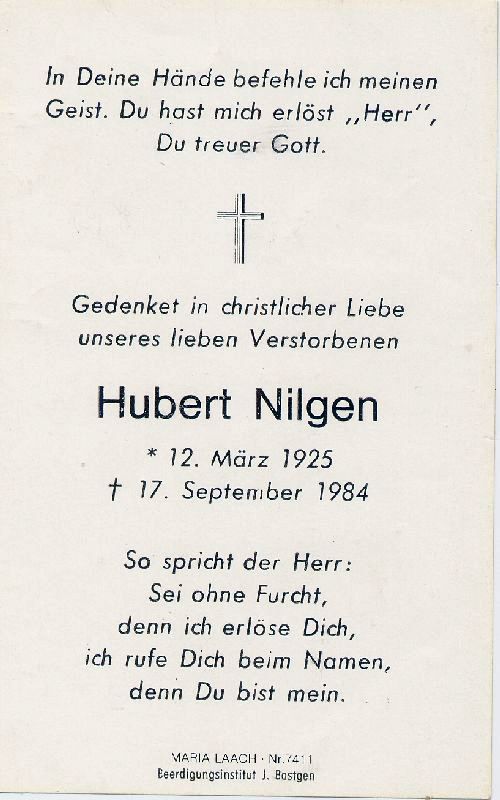 In Deine Hände befehle ich meinen
Geist. Du hast mich erlöst ,,Herr'',
Du treuer Gott.
Gedenket in christlicher Liebe
unseres lieben Verstorbenen
Hubert Nilgen
* 12. März 1925
† 17. September 1984
So spricht der Herr:
Sei ohne Furcht,
denn ich erlöse Dich,
ich rufe Dich beim Namen,
denn Du bist mein.
MARIA LAACH · Nr. 7411
Beerdigungsinstitut J. Bastgen